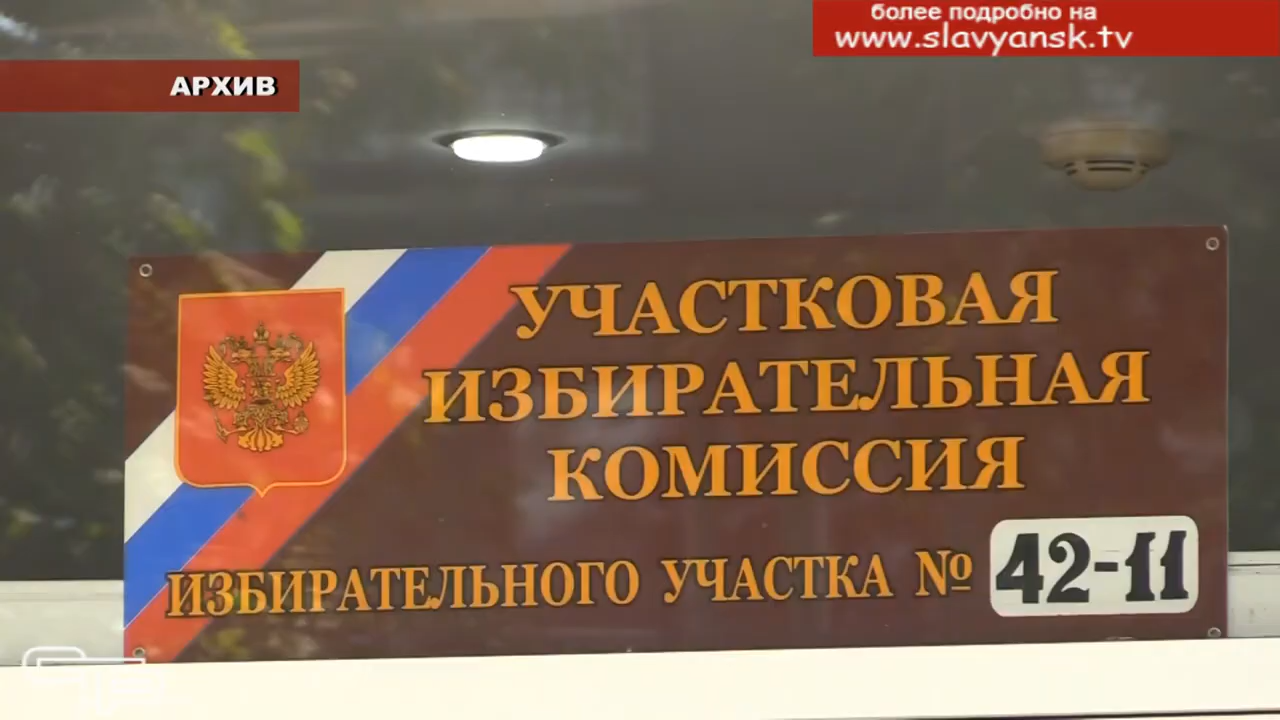 более подробно на
www.slavyansk.tv
АРХИВ
УЧАСТКОВАЯ
ИЗБИРАТЕЛЬНАЯ
КОМИССИЯ
ИЗБИРАТЕЛЬНОГО УЧАСТКА № 42-11